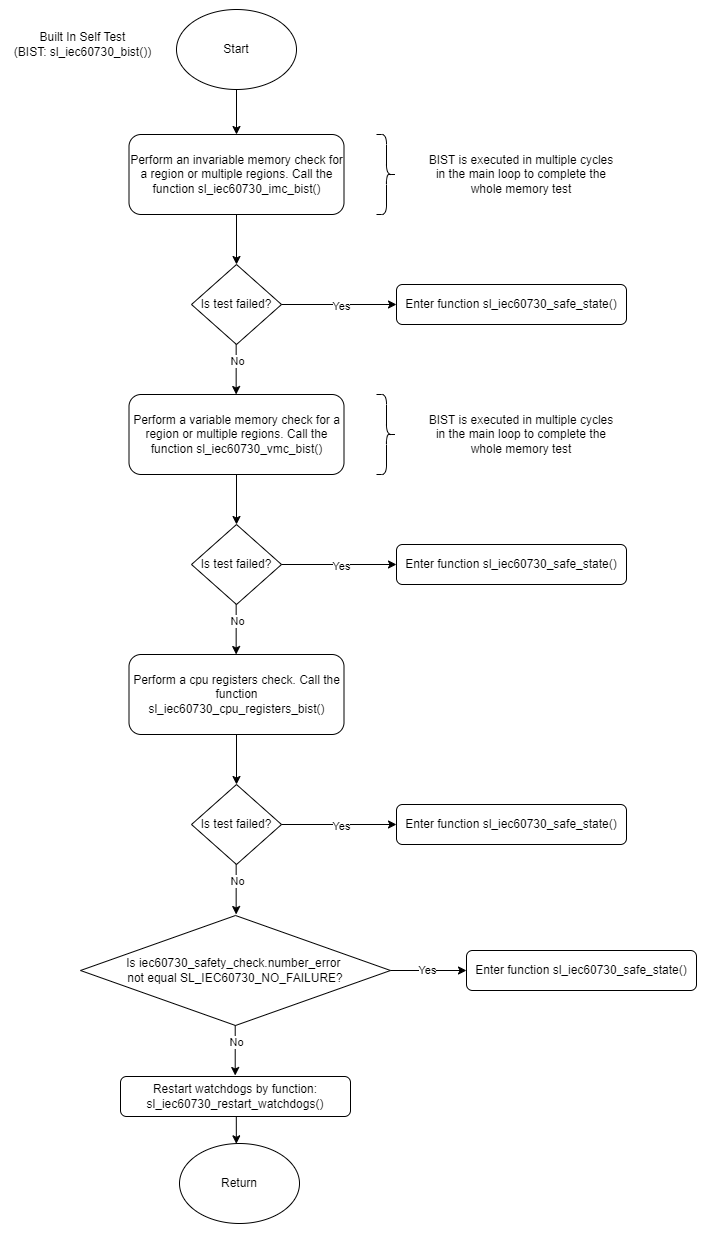 Built In Self Test
(BIST: sl_iec60730_bist())
Start
Perform an invariable memory check for
a region or multiple regions. Call the
function sl_iec60730_imc_bist()
BIST is executed in multiple cycles
in the main loop to complete the
whole memory test
Is test failed?
Yes
Enter function sl_iec60730_safe_state()
No
Perform a variable memory check for a
region or multiple regions. Call the
function sl_iec60730_vmc_bist()
BIST is executed in multiple cycles
in the main loop to complete the
whole memory test
Is test failed?
Yes
Enter function sl_iec60730_safe_state()
No
Perform a cpu registers check. Call the
function
sl_iec60730_cpu_registers_bist()
Is test failed?
Yes
Enter function sl_iec60730_safe_state()
No
Is iec60730_safety_check.number_error
not equal SL_IEC60730_NO_FAILURE?
Yes
Enter function sl_iec60730_safe_state()
No
Restart watchdogs by function:
sl_iec60730_restart_watchdogs()
Return